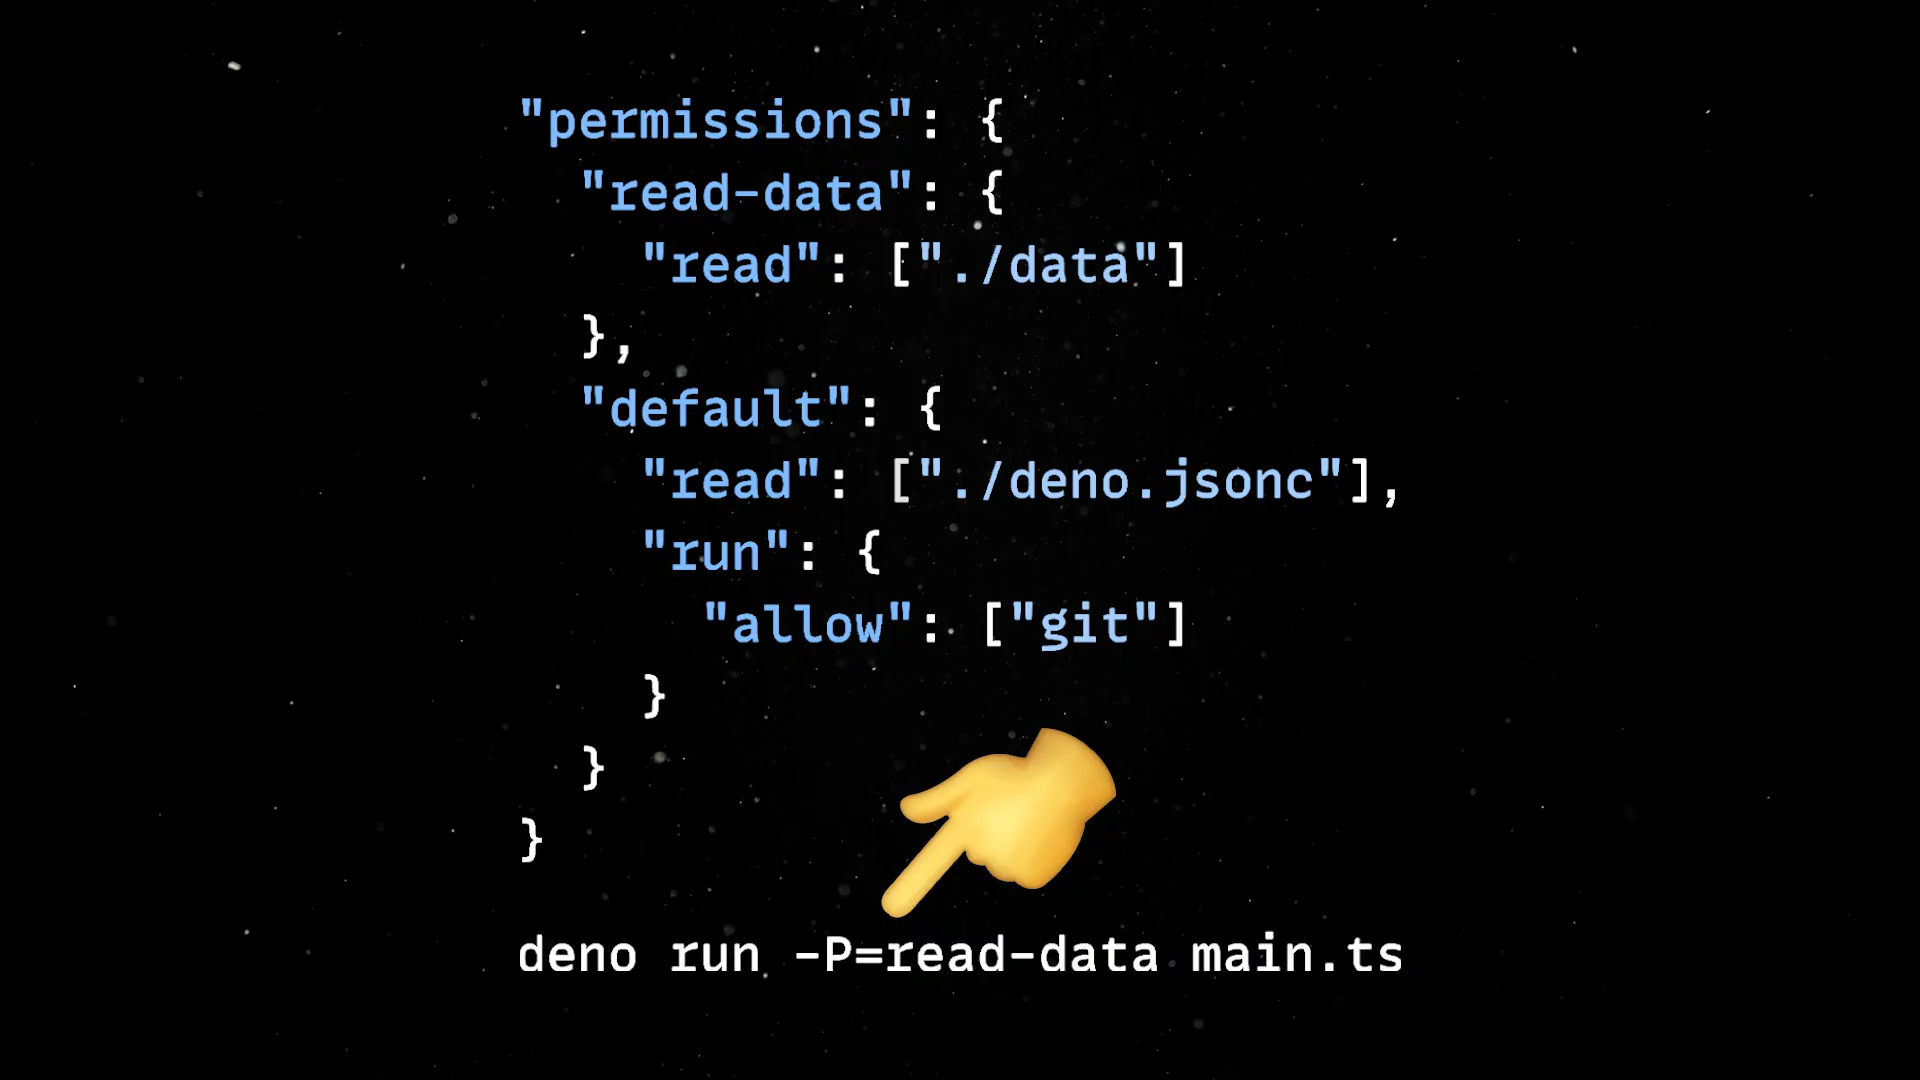 "permissions": {
"read-data": {
"read": ["./data"]
},
"default": {
"read": ["./deno.jsonc"],
"run": {
"allow": ["git"]
}
}
}
deno run -P=read-data main.ts